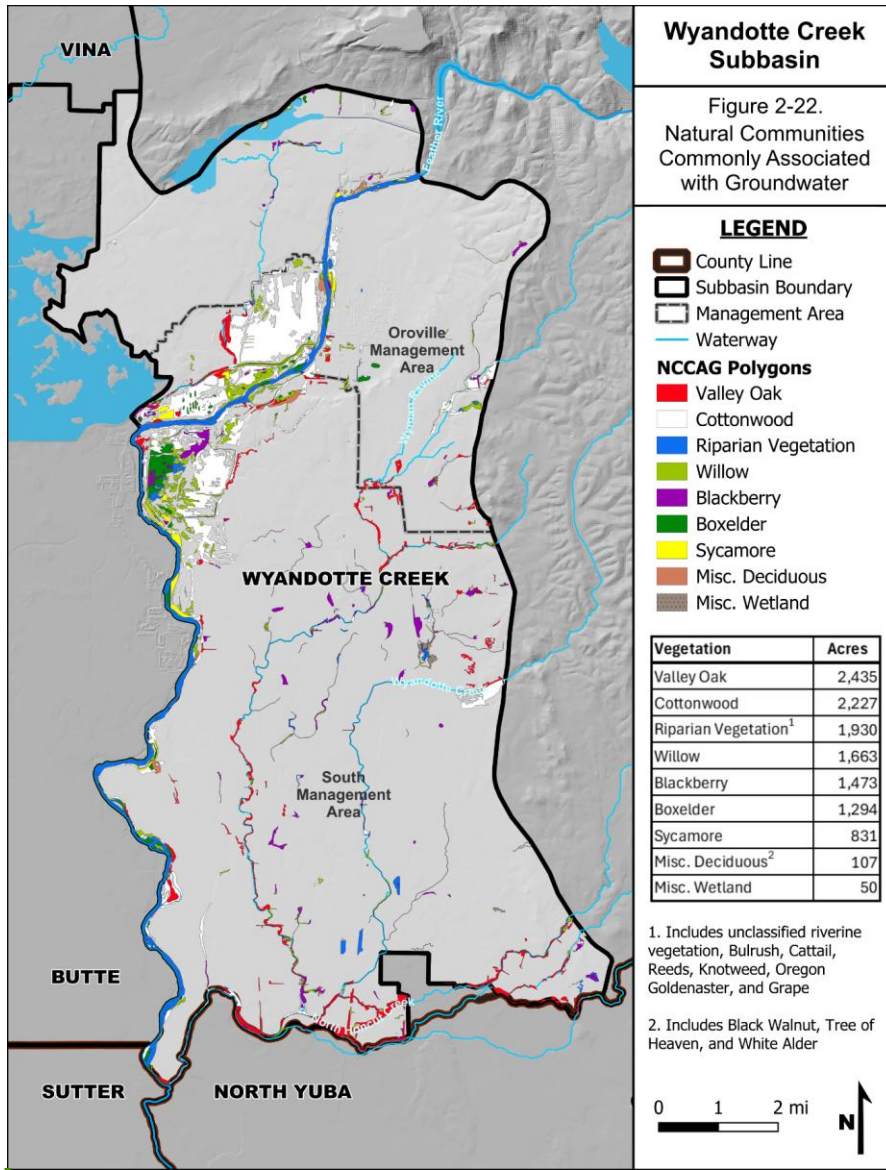 VINA
Feather River
Oroville
Management
Area
WYANDOTTE CREEK
Wyandotte Creek
South
Management
Area
BUTTE
North Honcut Creek
SUTTER
NORTH YUBA
Wyandotte Creek
Subbasin
Figure 2-22.
Natural Communities
Commonly Associated
with Groundwater
LEGEND
County Line
Subbasin Boundary
Management Area
Waterway
NCCAG Polygons
Valley Oak
Cottonwood
Riparian Vegetation
Willow
Blackberry
Boxelder
Sycamore
Misc. Deciduous
Misc. Wetland
Vegetation Acres
Valley Oak 2,435
Cottonwood 2,227
Riparian Vegetation¹ 1,930
Willow 1,663
Blackberry 1,473
Boxelder 1,294
Sycamore 831
Misc. Deciduous² 107
Misc. Wetland 50
1. Includes unclassified riverine
vegetation, Bulrush, Cattail,
Reeds, Knotweed, Oregon
Goldenaster, and Grape
2. Includes Black Walnut, Tree of
Heaven, and White Alder
0 1 2 mi
N